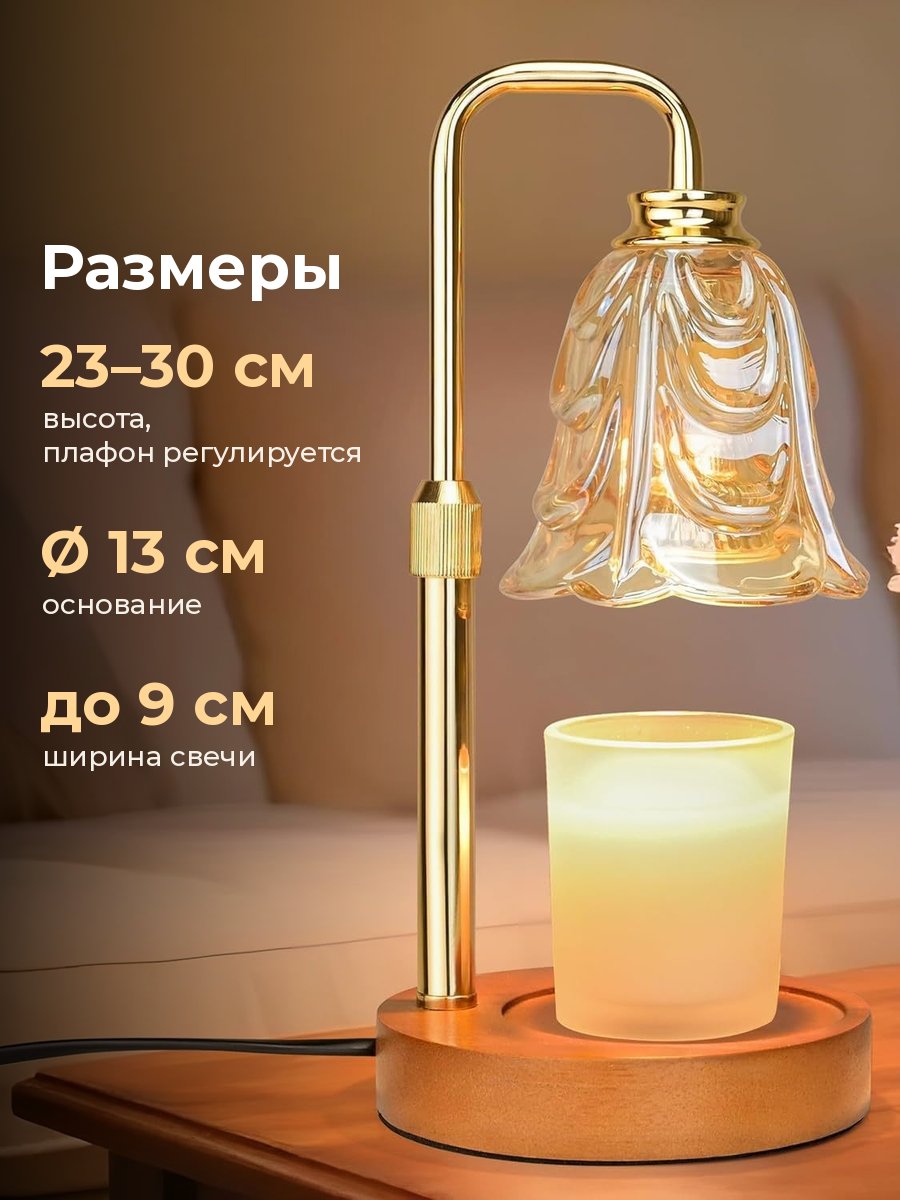 Размеры
23–30 см
высота,
плафон регулируется
Ø 13 см
основание
до 9 см
ширина свечи